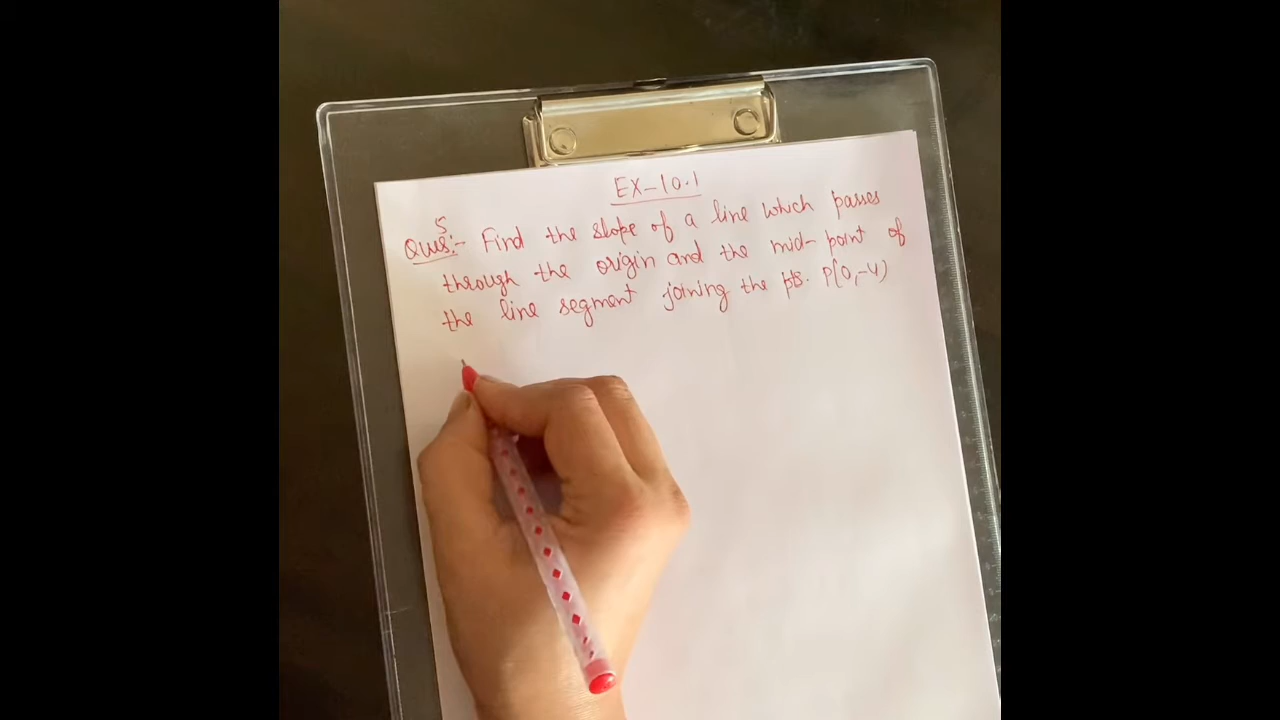 EX-10.1
5
Ques:- Find the slope of a line which passes
through the origin and the mid-point of
the line segment joining the pts. P(0,-4)